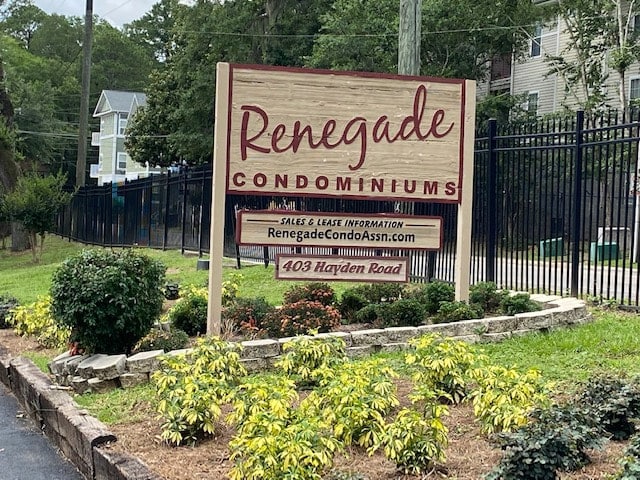 Renegade
CONDOMINIUMS
SALES & LEASE INFORMATION
RenegadeCondoAssn.com
403 Hayden Road